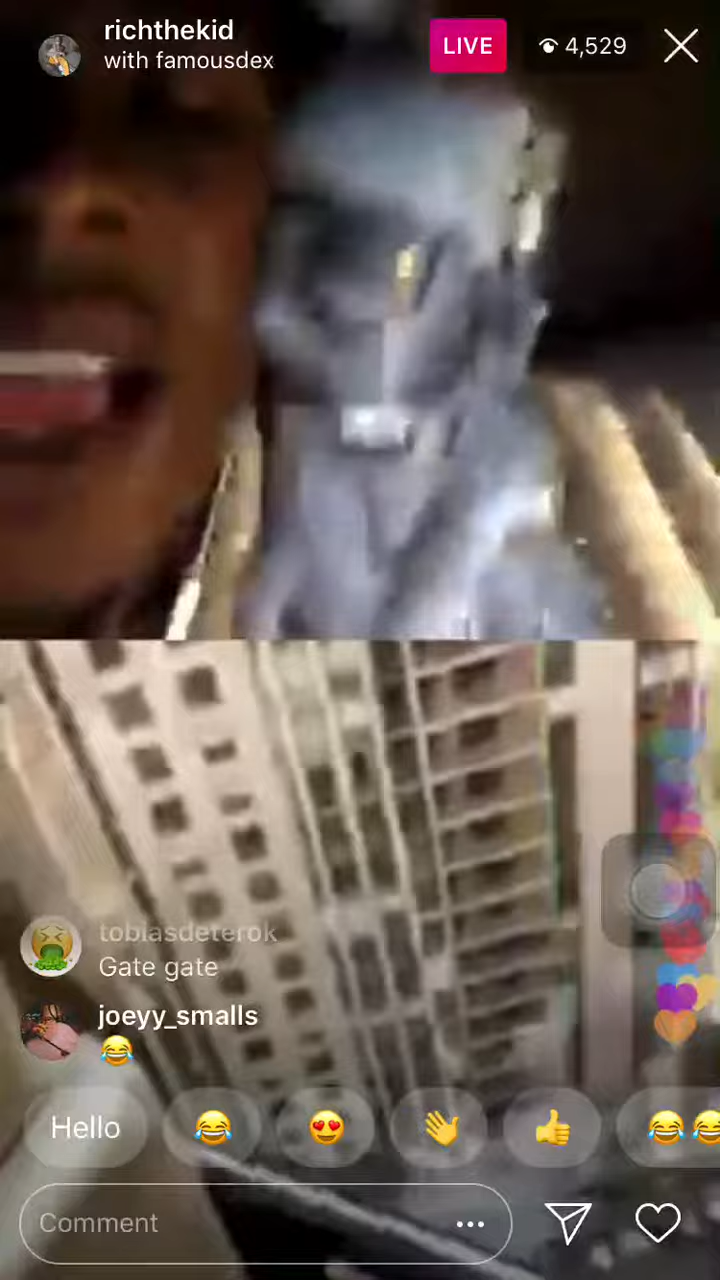 richthekid
with famousdex
LIVE
4,529
tobiasdeterok
Gate gate
joeyy_smalls
😂
Hello 😂 😍 👋 👍 😂😂
Comment